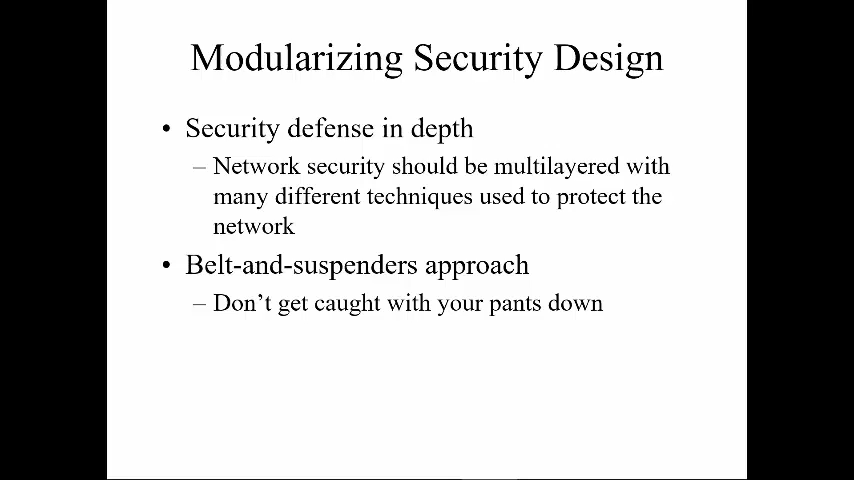 Modularizing Security Design
• Security defense in depth
– Network security should be multilayered with
many different techniques used to protect the
network
• Belt-and-suspenders approach
– Don’t get caught with your pants down